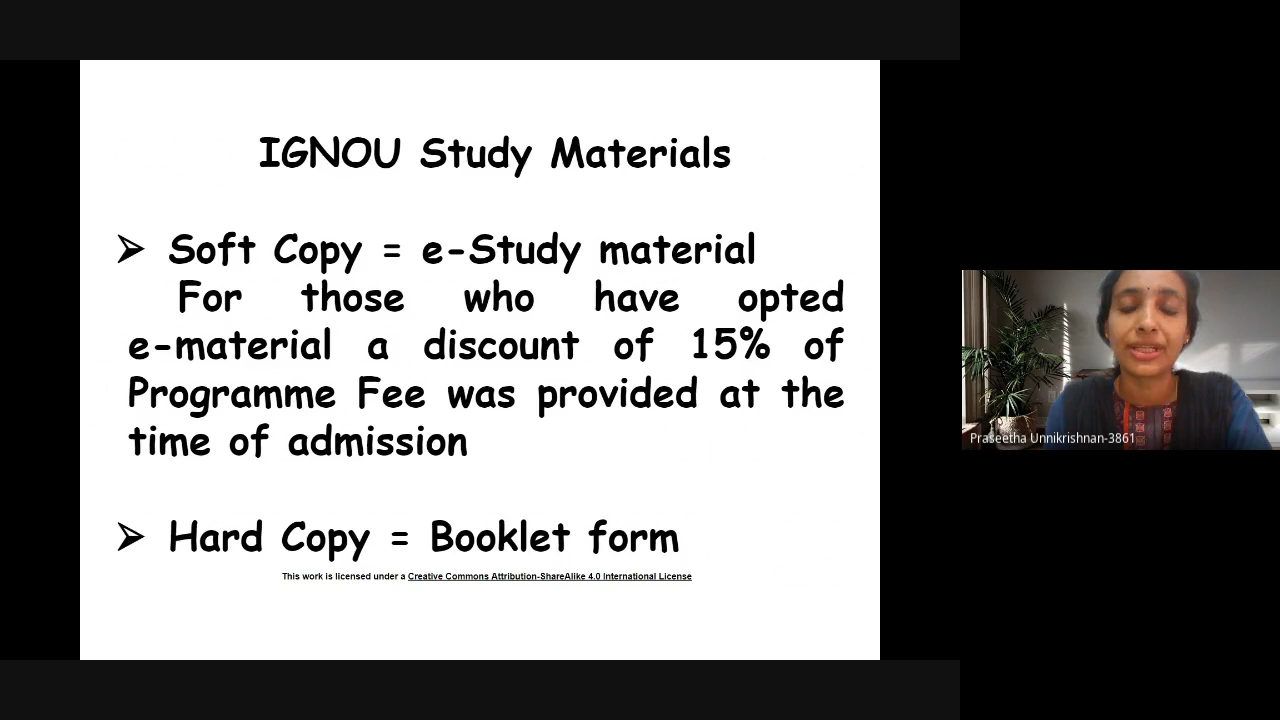 IGNOU Study Materials
➢ Soft Copy = e-Study material
For those who have opted
e-material a discount of 15% of
Programme Fee was provided at the
time of admission
➢ Hard Copy = Booklet form
This work is licensed under a Creative Commons Attribution-ShareAlike 4.0 International License
Praseetha Unnikrishnan-3861